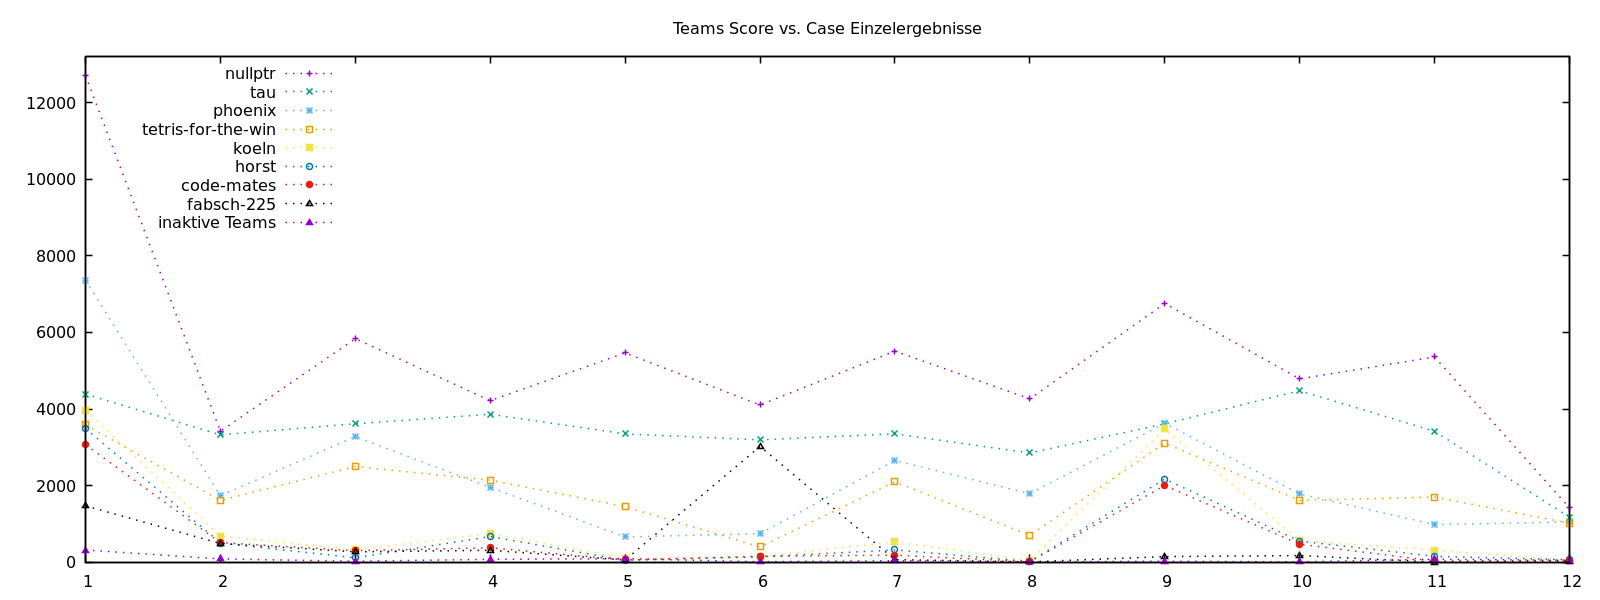 Teams Score vs. Case Einzelergebnisse
nullptr
tau
phoenix
tetris-for-the-win
koeln
horst
code-mates
fabsch-225
inaktive Teams
12000
10000
8000
6000
4000
2000
0
1 2 3 4 5 6 7 8 9 10 11 12